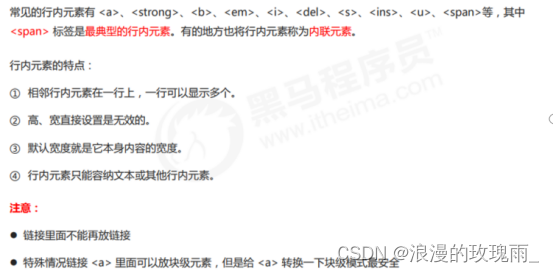 常见的行内元素有 <a>、<strong>、<b>、<em>、<i>、<del>、<s>、<ins>、<u>、<span>等，其中
<span> 标签是最典型的行内元素。有的地方也将行内元素称为内联元素。
行内元素的特点：
① 相邻行内元素在一行上，一行可以显示多个。
② 高、宽直接设置是无效的。
③ 默认宽度就是它本身内容的宽度。
④ 行内元素只能容纳文本或其他行内元素。
注意：
● 链接里面不能再放链接
● 特殊情况链接 <a> 里面可以放块级元素，但是给 <a> 转换一下块级模式最安全
黑马程序员
www.itheima.com
CSDN @浪漫的玫瑰雨_